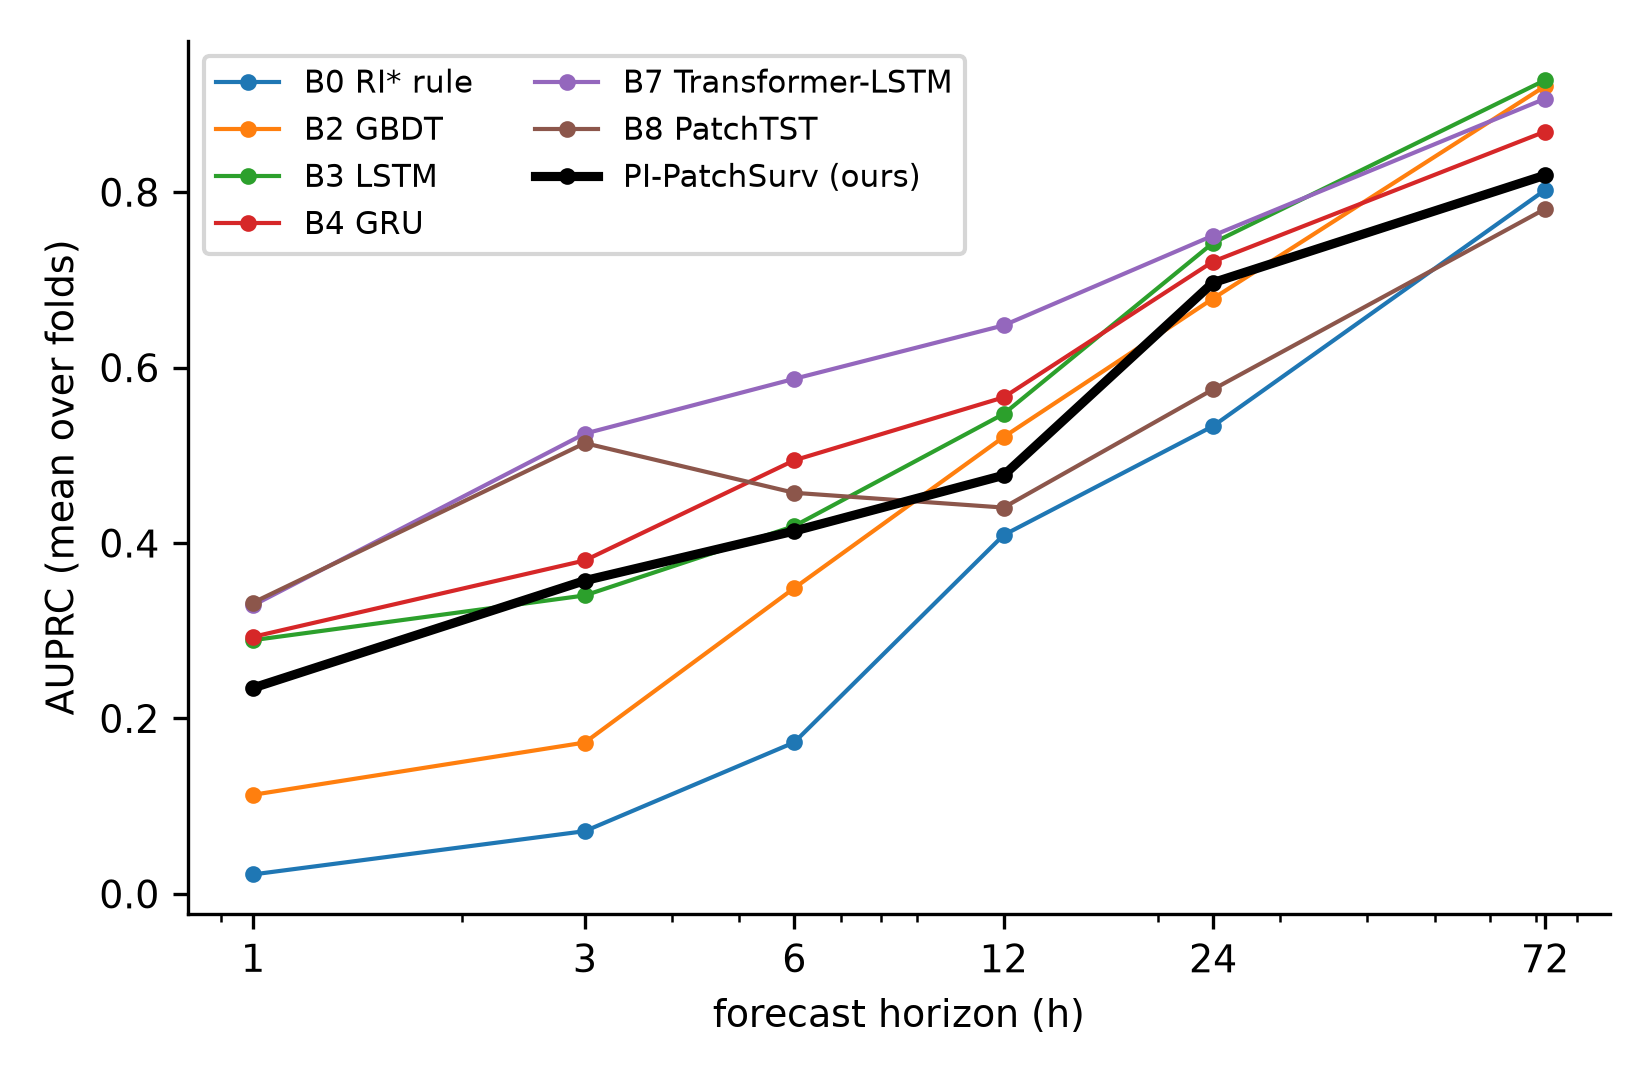 B0 RI* rule
B2 GBDT
B3 LSTM
B4 GRU
B7 Transformer-LSTM
B8 PatchTST
PI-PatchSurv (ours)
AUPRC (mean over folds)
0.8
0.6
0.4
0.2
0.0
1 3 6 12 24 72
forecast horizon (h)